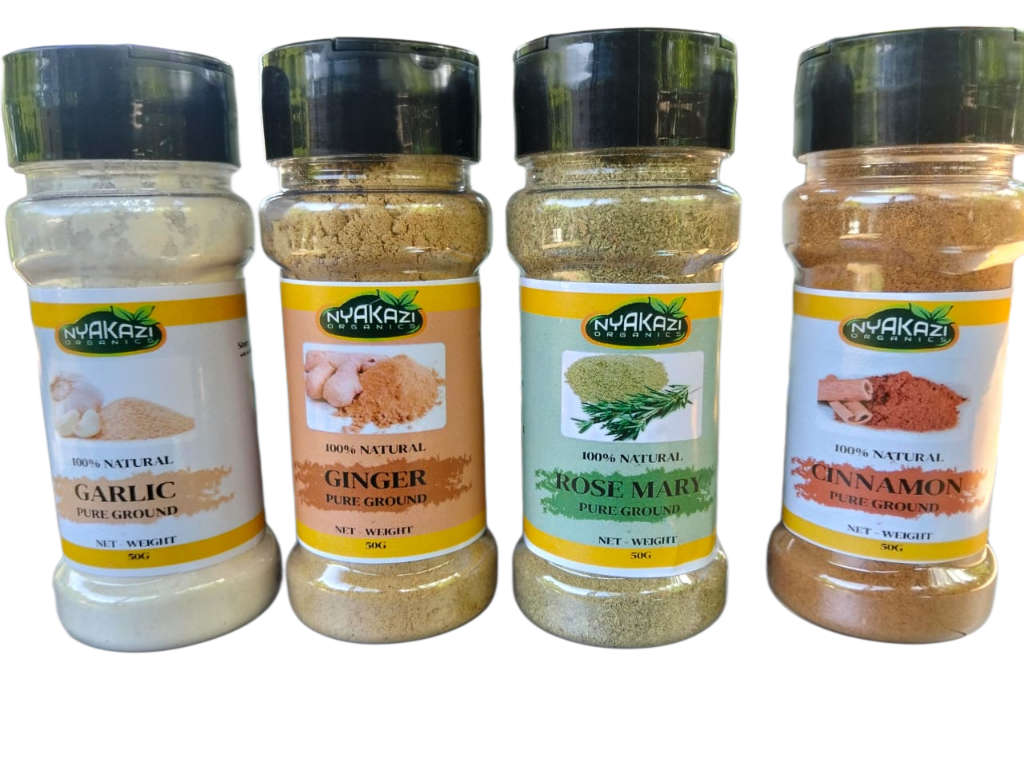 NYAKAZI
ORGANICS
100% NATURAL
GARLIC
PURE GROUND
NET - WEIGHT
50G
NYAKAZI
ORGANICS
100% NATURAL
GINGER
PURE GROUND
NET - WEIGHT
50G
NYAKAZI
ORGANICS
100% NATURAL
ROSE MARY
PURE GROUND
NET - WEIGHT
50G
NYAKAZI
ORGANICS
100% NATURAL
CINNAMON
PURE GROUND
NET - WEIGHT
50G